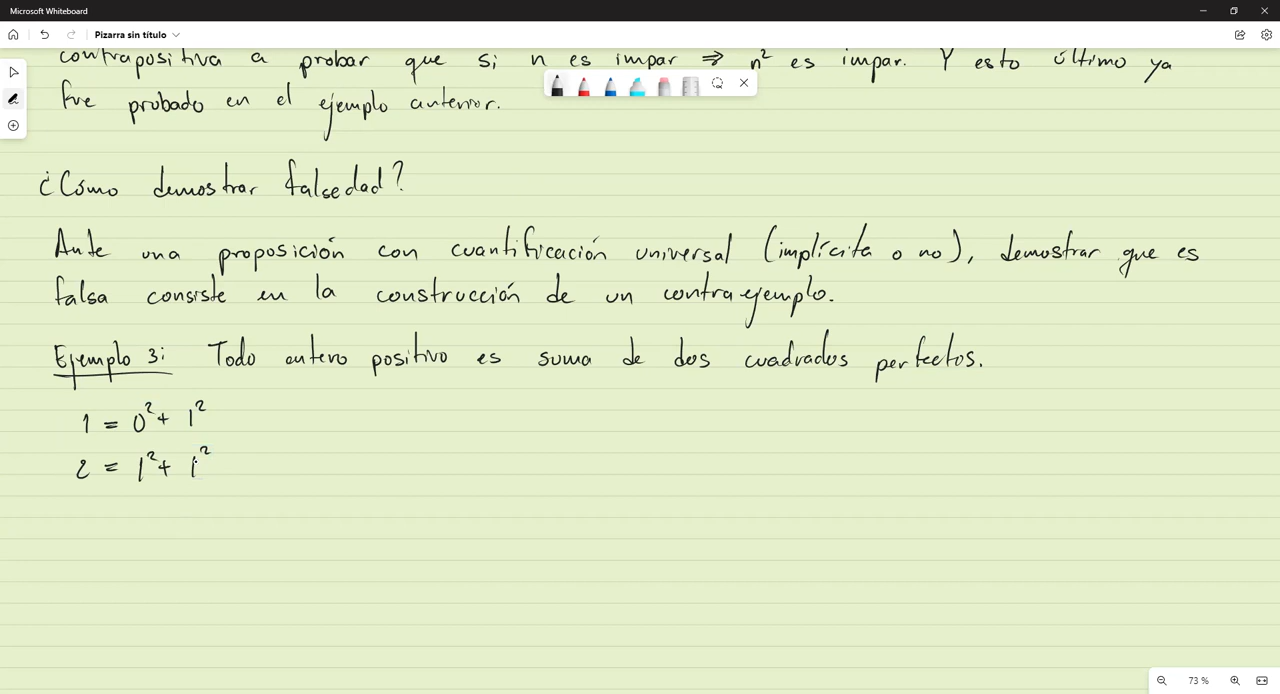 Microsoft Whiteboard
Pizarra sin título
contrapositiva a probar que si n es impar ⇒ n² es impar. Y esto último ya
fue probado en el ejemplo anterior.
¿Cómo demostrar falsedad?
Ante una proposición con cuantificación universal (implícita o no), demostrar que es
falsa consiste en la construcción de un contraejemplo.
Ejemplo 3: Todo entero positivo es suma de dos cuadrados perfectos.
1 = 0² + 1²
2 = 1² + 1²
73 %